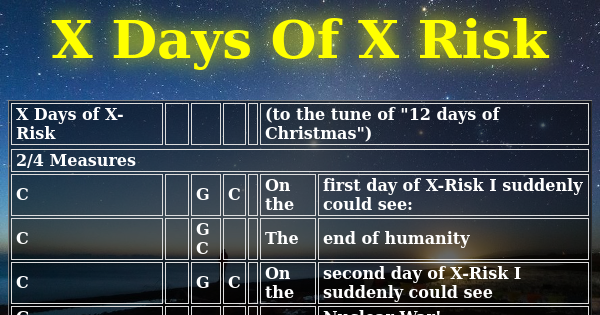 X Days Of X Risk
X Days of X-
Risk
(to the tune of "12 days of
Christmas")
2/4 Measures
C G C On
the
first day of X-Risk I suddenly
could see:
C G
C
The end of humanity
C G C On
the
second day of X-Risk I
suddenly could see
Nuclear War!